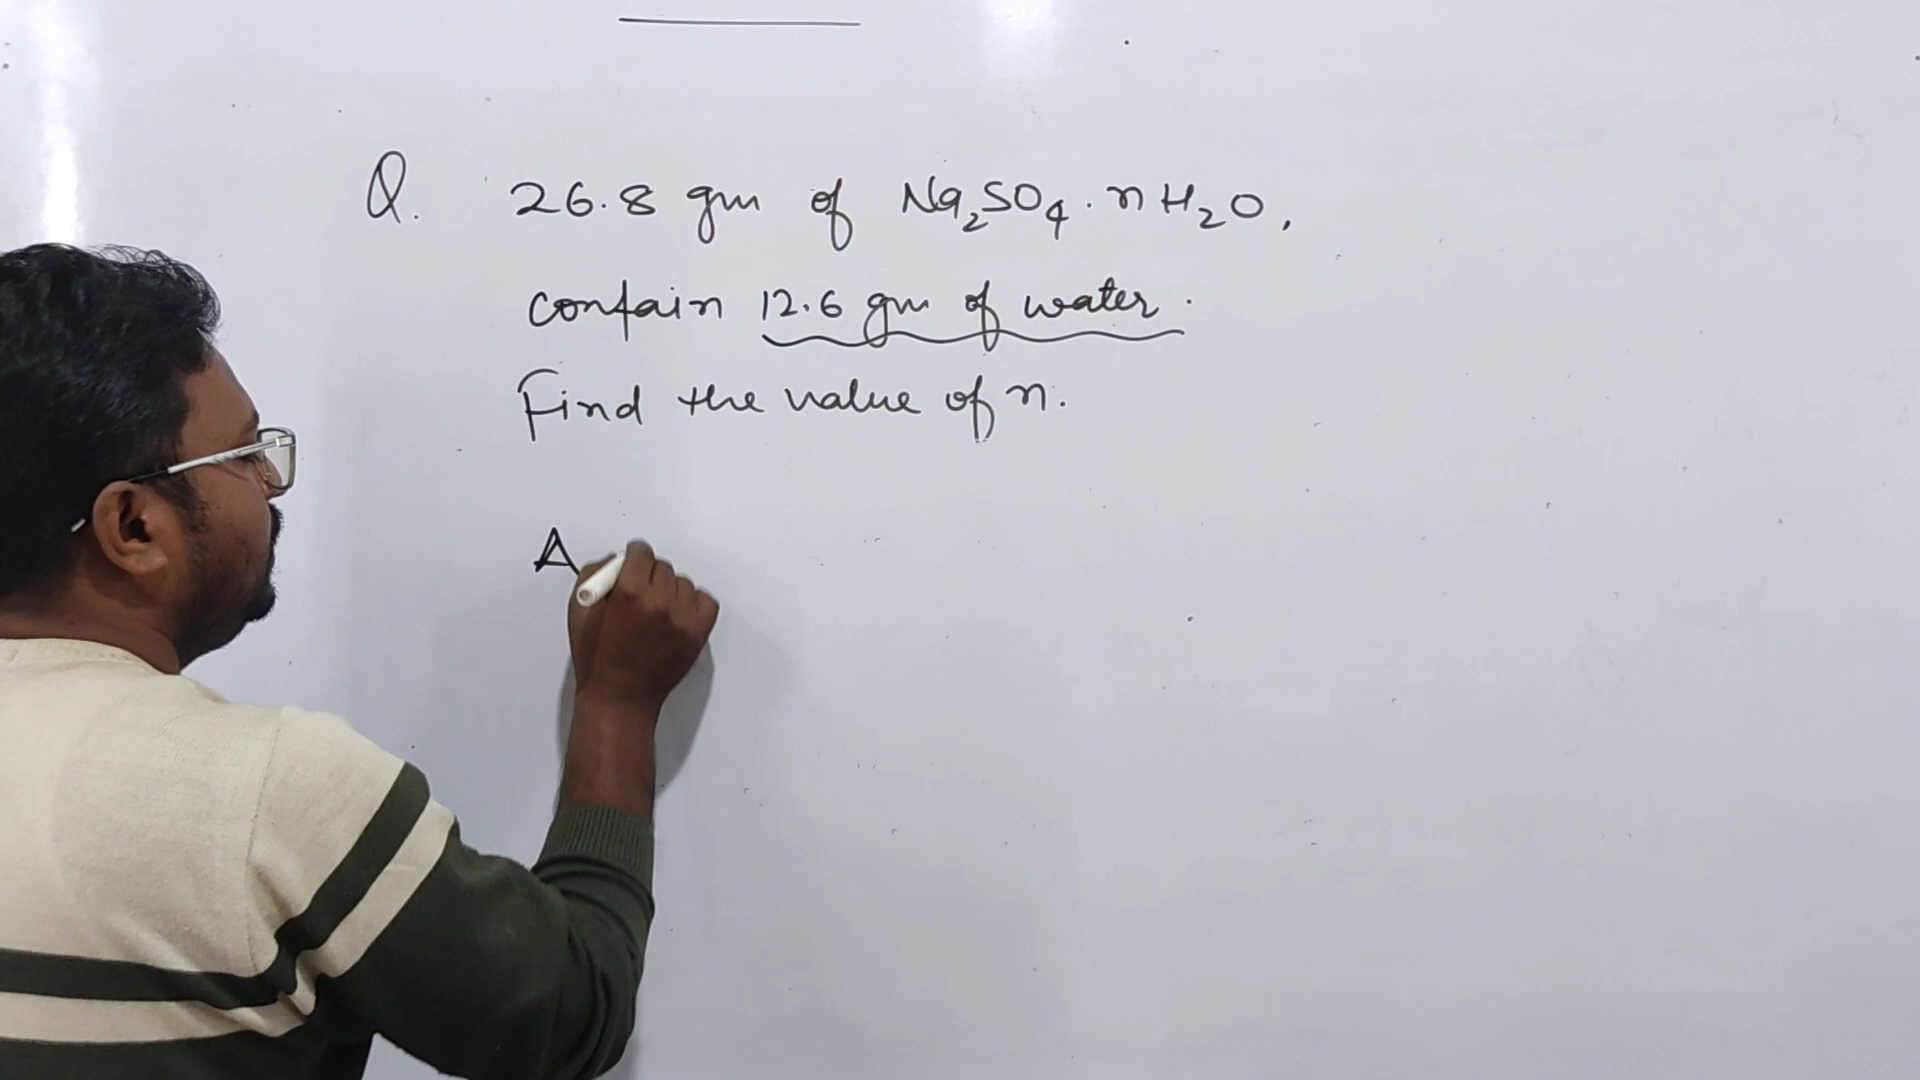 Q. 26.8 gm of Na₂SO₄.nH₂O,
contain 12.6 gm of water.
Find the value of n.
A